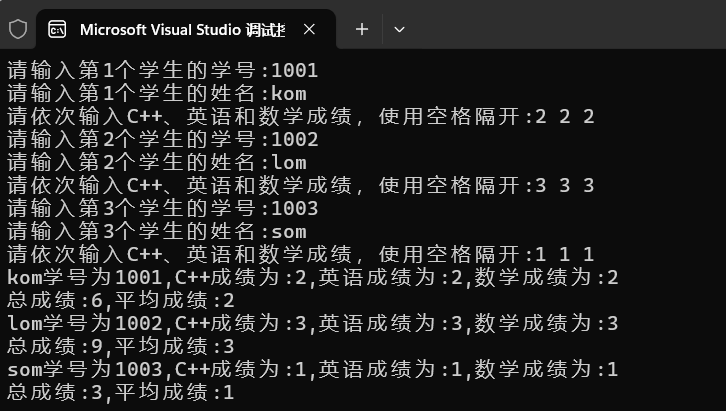 Microsoft Visual Studio 调试
请输入第1个学生的学号:1001
请输入第1个学生的姓名:kom
请依次输入C++、英语和数学成绩，使用空格隔开:2 2 2
请输入第2个学生的学号:1002
请输入第2个学生的姓名:lom
请依次输入C++、英语和数学成绩，使用空格隔开:3 3 3
请输入第3个学生的学号:1003
请输入第3个学生的姓名:som
请依次输入C++、英语和数学成绩，使用空格隔开:1 1 1
kom学号为1001,C++成绩为:2,英语成绩为:2,数学成绩为:2
总成绩:6,平均成绩:2
lom学号为1002,C++成绩为:3,英语成绩为:3,数学成绩为:3
总成绩:9,平均成绩:3
som学号为1003,C++成绩为:1,英语成绩为:1,数学成绩为:1
总成绩:3,平均成绩:1